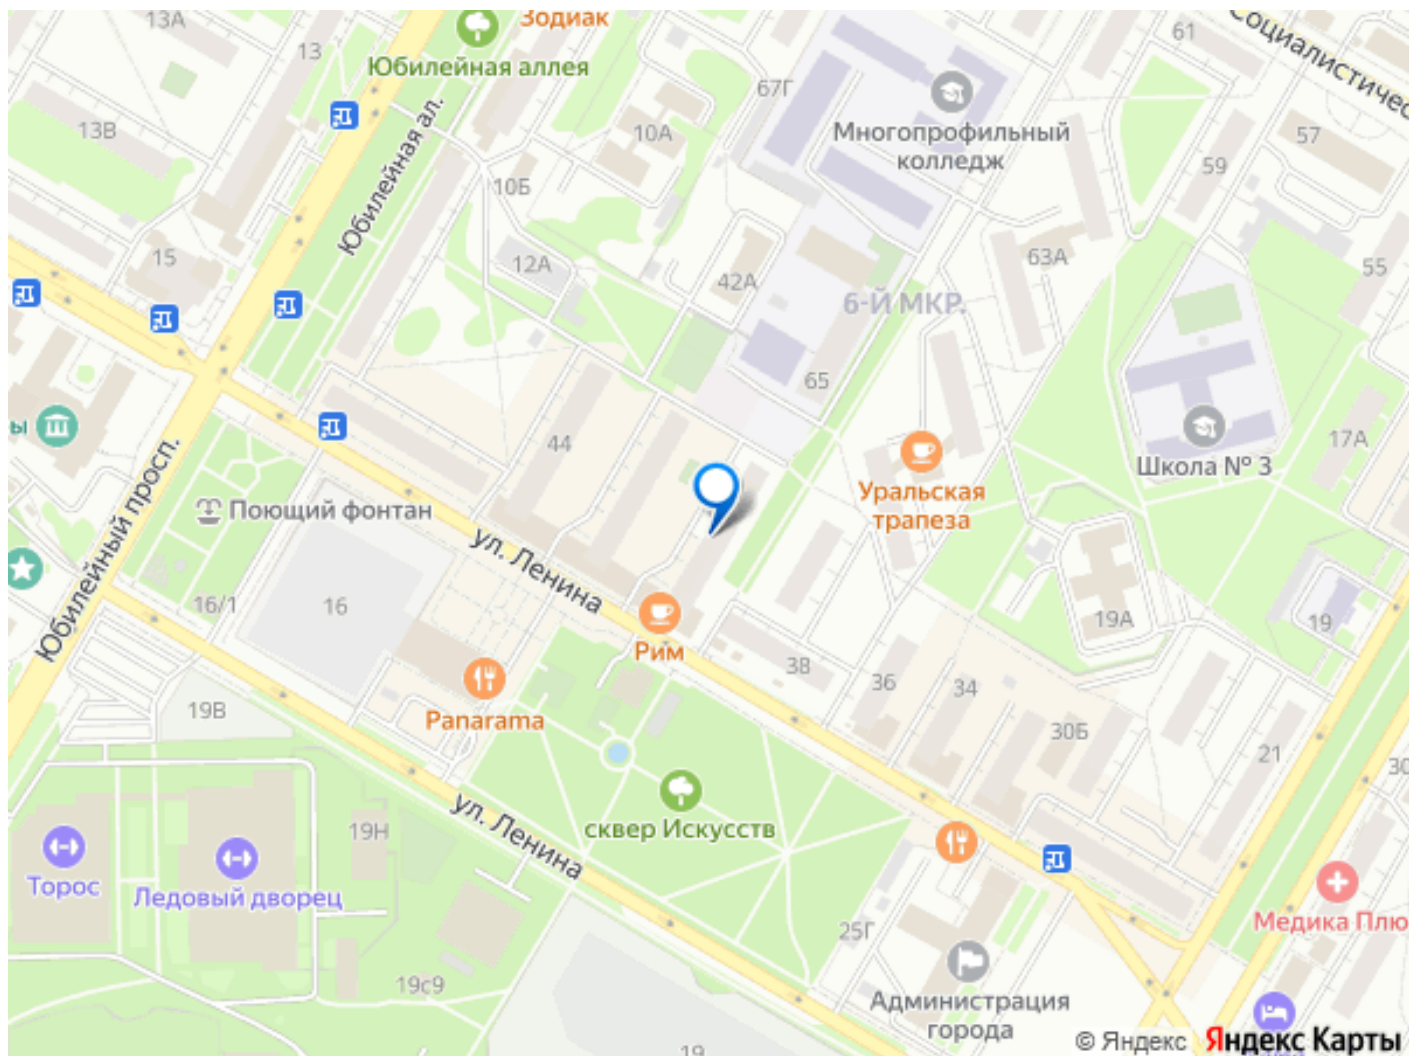 13А
Зодиак
61
Социалистичес
13
Юбилейная аллея
67Г
Многопрофильный
колледж
57
13В
10А
59
Юбилейная ал.
10Б
15
12А
42А
63А
55
6-Й МКР.
65
ы
44
17А
Школа № 3
Уральская
трапеза
Поющий фонтан
Юбилейный просп.
ул. Ленина
16/1
16
19А
19
Рим
38
36
34
19В
Panarama
30Б
21
30
ул. Ленина
19Н
сквер Искусств
Торос
Ледовый дворец
25Г
Медика Плю
19с9
Администрация
города
19
© Яндекс
Яндекс Карты